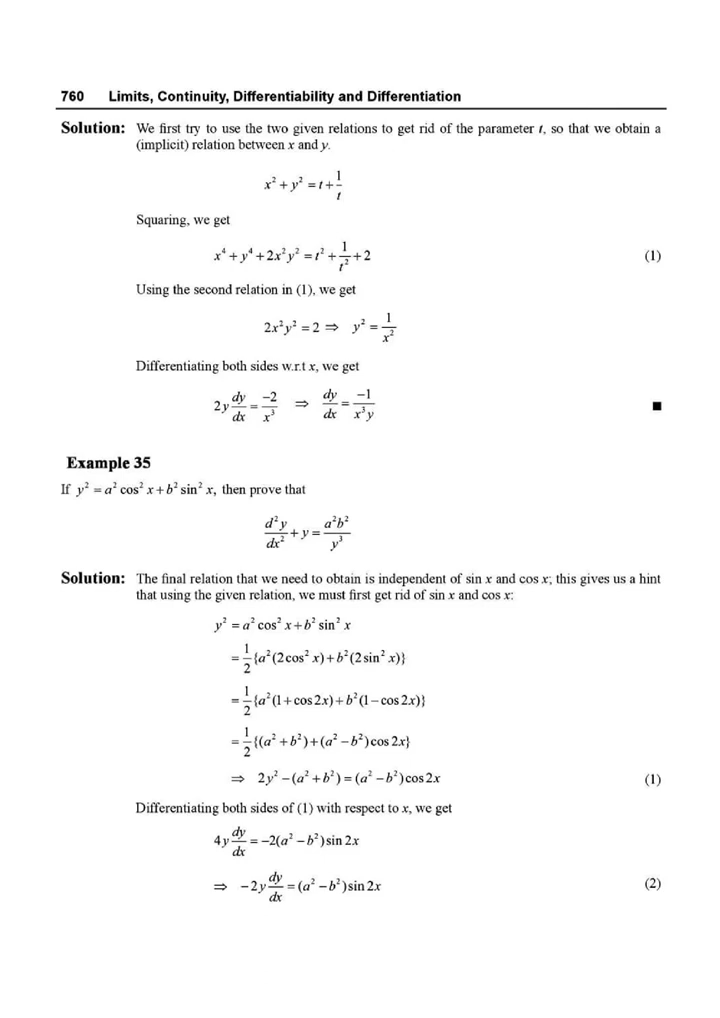 760 Limits, Continuity, Differentiability and Differentiation
Solution: We first try to use the two given relations to get rid of the parameter t, so that we obtain a
(implicit) relation between x and y.
x² + y² = t + 1/t
Squaring, we get
x⁴ + y⁴ + 2x²y² = t² + 1/t² + 2 (1)
Using the second relation in (1), we get
2x²y² = 2 ⇒ y² = 1/x²
Differentiating both sides w.r.t x, we get
2y dy/dx = -2/x³ ⇒ dy/dx = -1/x³y ■
Example 35
If y² = a² cos² x + b² sin² x, then prove that
d²y/dx² + y = a²b²/y³
Solution: The final relation that we need to obtain is independent of sin x and cos x; this gives us a hint
that using the given relation, we must first get rid of sin x and cos x:
y² = a² cos² x + b² sin² x
= 1/2 {a²(2cos² x) + b²(2sin² x)}
= 1/2 {a²(1 + cos 2x) + b²(1 − cos 2x)}
= 1/2 {(a² + b²) + (a² − b²) cos 2x}
⇒ 2y² − (a² + b²) = (a² − b²) cos 2x (1)
Differentiating both sides of (1) with respect to x, we get
4y dy/dx = −2(a² − b²) sin 2x
⇒ −2y dy/dx = (a² − b²) sin 2x (2)